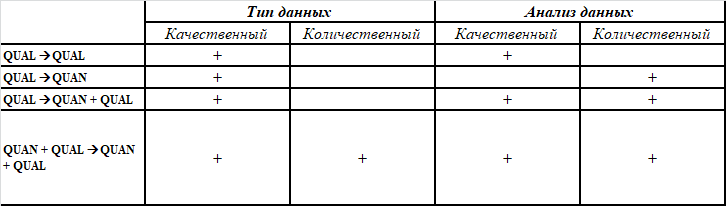 Тип данных Анализ данных
Качественный Количественный Качественный Количественный
QUAL → QUAL + +
QUAL → QUAN + +
QUAL → QUAN + QUAL + + +
QUAN + QUAL → QUAN
+ QUAL + + + +